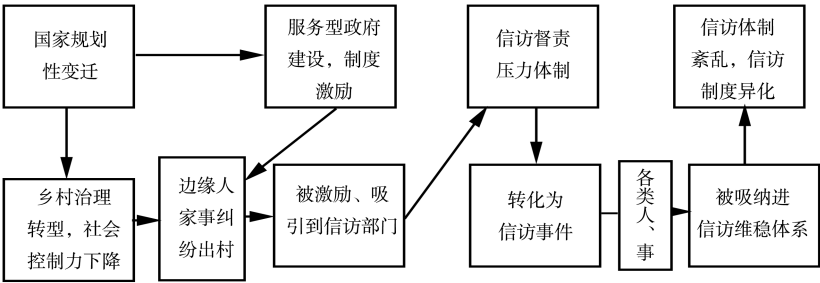 国家规划
性变迁
服务型政府
建设，制度
激励
信访督责
压力体制
信访体制
紊乱，信访
制度异化
乡村治理
转型，社会
控制力下降
边缘人
家事纠
纷出村
被激励、吸
引到信访部门
转化为
信访事件
各类人、事
被吸纳进
信访维稳体系